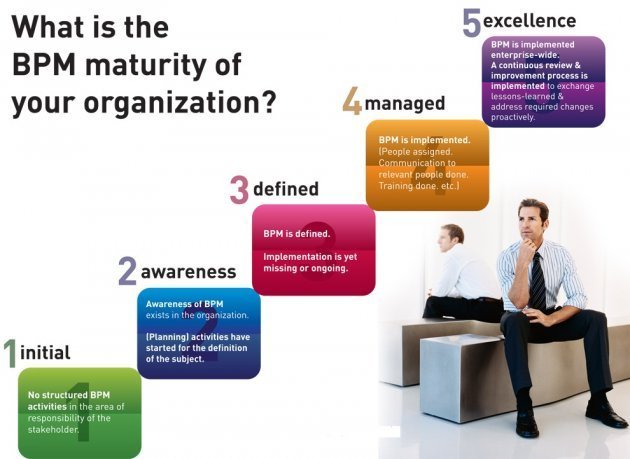 What is the
BPM maturity of
your organization?
5 excellence
BPM is implemented
enterprise-wide.
A continuous review &
improvement process is
implemented to exchange
lessons-learned &
address required changes
proactively.
4 managed
BPM is implemented.
(People assigned.
Communication to
relevant people done.
Training done. etc.)
3 defined
BPM is defined.
Implementation is yet
missing or ongoing.
2 awareness
Awareness of BPM
exists in the organization.
(Planning) activities have
started for the definition
of the subject.
1 initial
No structured BPM
activities in the area of
responsibility of the
stakeholder.